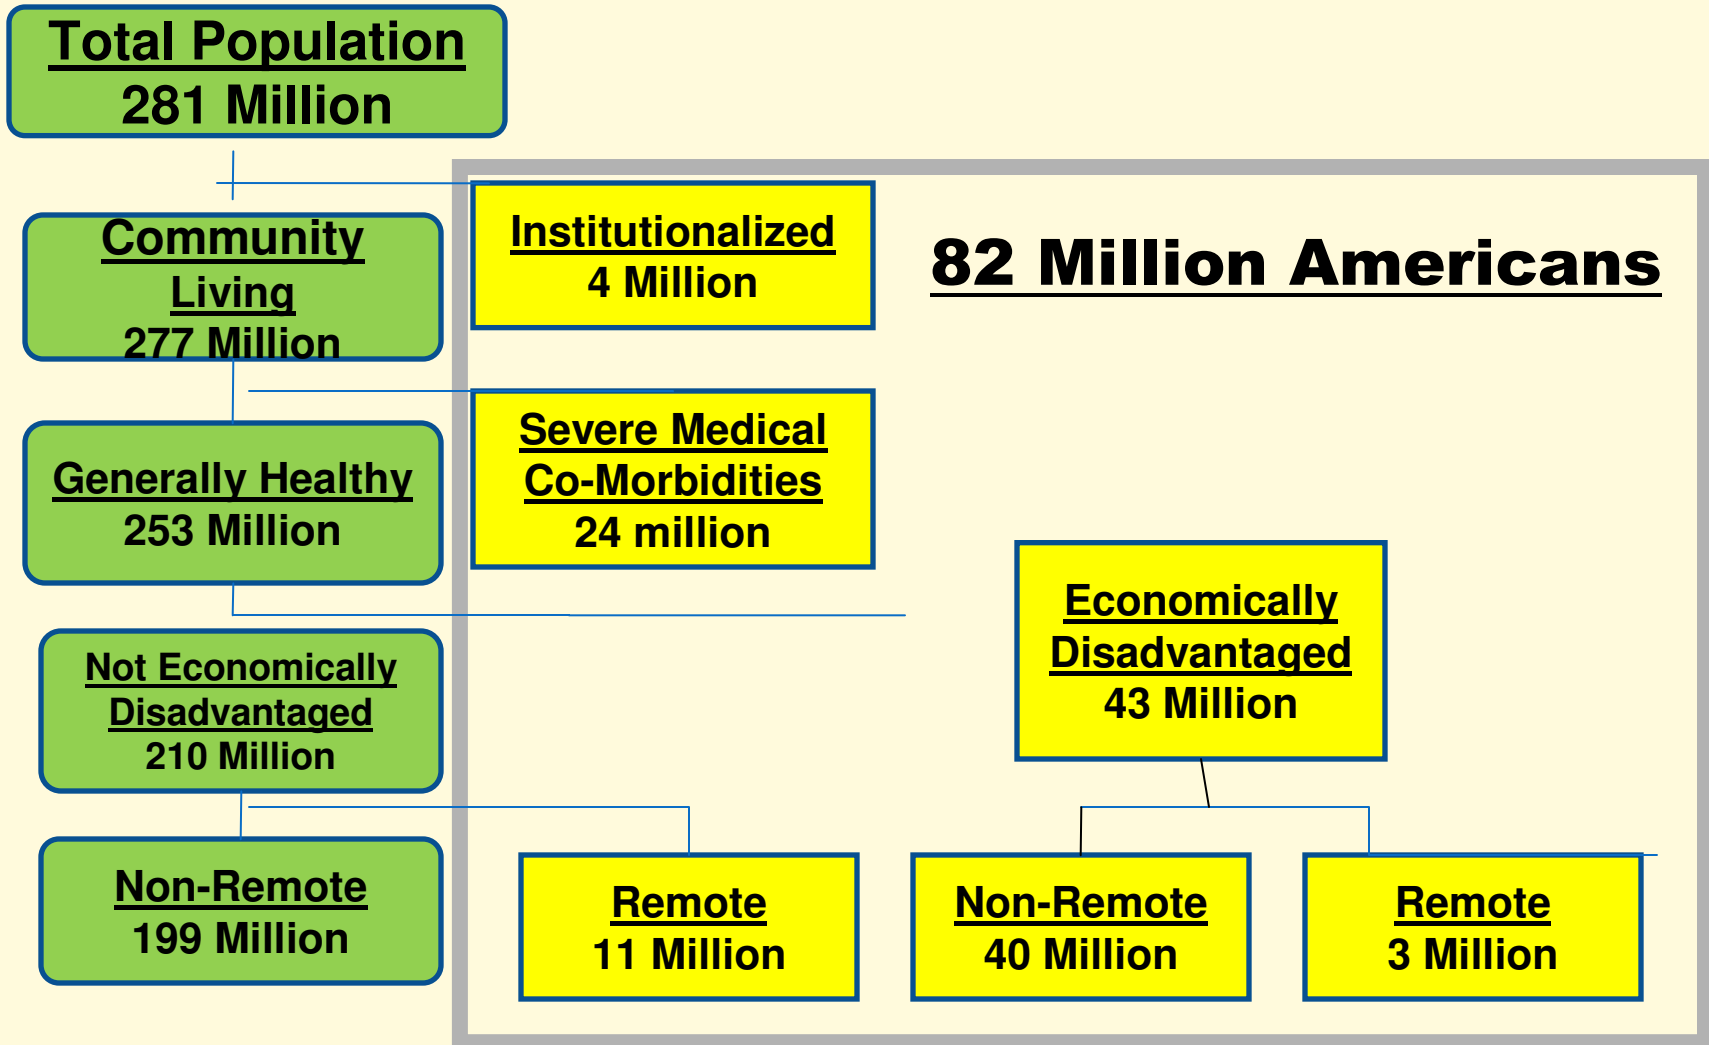 Total Population
281 Million
Community
Living
277 Million
Institutionalized
4 Million
82 Million Americans
Generally Healthy
253 Million
Severe Medical
Co-Morbidities
24 million
Economically
Disadvantaged
43 Million
Not Economically
Disadvantaged
210 Million
Non-Remote
199 Million
Remote
11 Million
Non-Remote
40 Million
Remote
3 Million